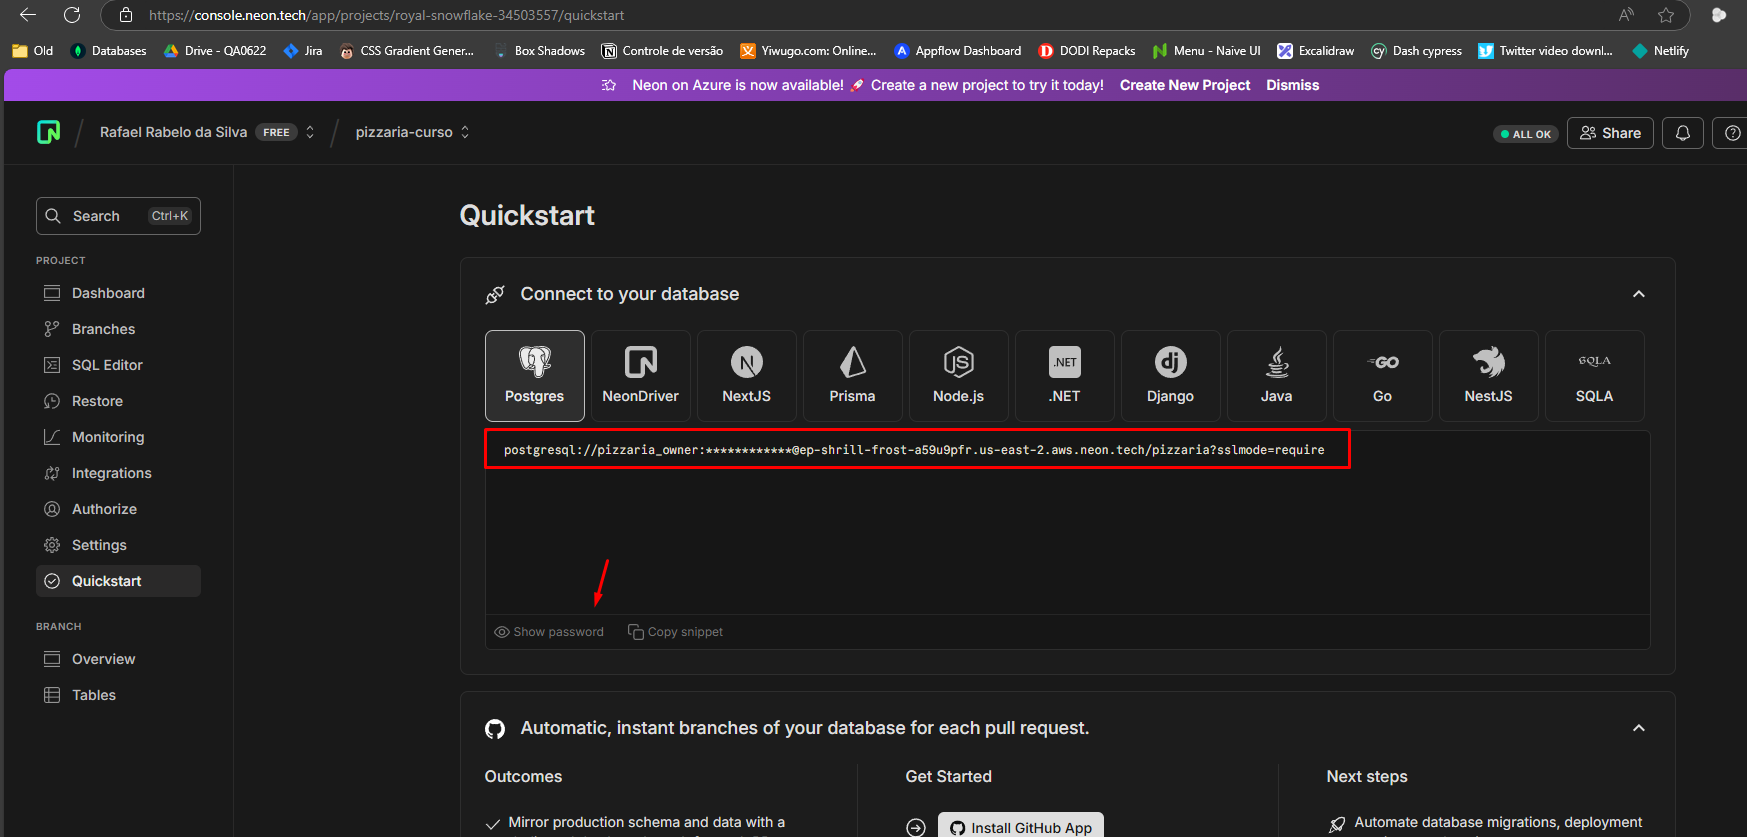 https://console.neon.tech/app/projects/royal-snowflake-34503557/quickstart
Old Databases Drive - QA0622 Jira CSS Gradient Gener... Box Shadows Controle de versão Yiwugo.com: Online... Appflow Dashboard DODI Repacks Menu - Naive UI Excalidraw Dash cypress Twitter video downl... Netlify
Neon on Azure is now available! 🚀 Create a new project to try it today! Create New Project Dismiss
Rafael Rabelo da Silva FREE / pizzaria-curso ALL OK Share
Search Ctrl+K
PROJECT
Dashboard
Branches
SQL Editor
Restore
Monitoring
Integrations
Authorize
Settings
Quickstart
BRANCH
Overview
Tables
Quickstart
Connect to your database
Postgres NeonDriver NextJS Prisma Node.js .NET Django Java Go NestJS SQLA
postgresql://pizzaria_owner:************@ep-shrill-frost-a59u9pfr.us-east-2.aws.neon.tech/pizzaria?sslmode=require
Show password Copy snippet
Automatic, instant branches of your database for each pull request.
Outcomes
Mirror production schema and data with a
Get Started
Install GitHub App
Next steps
Automate database migrations, deployment